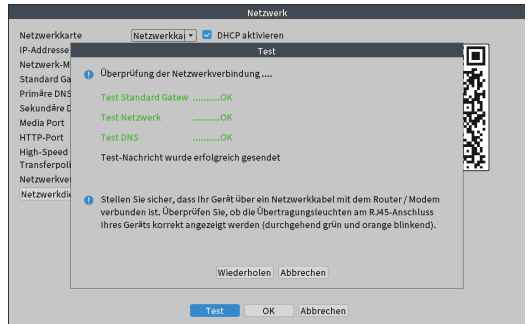 Netzwerk
Netzwerkkarte Netzwerkka DHCP aktivieren
IP-Addresse
Test
Netzwerk-M
Standard Ga
Überprüfung der Netzwerkverbindung ....
Primäre DNS
Test Standard Gatew ..........OK
Sekundäre D
Media Port
Test Netzwerk ..........OK
HTTP-Port
Test DNS ..........OK
High-Speed
Transferpoli
Test-Nachricht wurde erfolgreich gesendet
Netzwerkver
Netzwerkdie
Stellen Sie sicher, dass Ihr Gerät über ein Netzwerkkabel mit dem Router / Modem
verbunden ist. Überprüfen Sie, ob die Übertragungsleuchten am RJ45-Anschluss
Ihres Geräts korrekt angezeigt werden (durchgehend grün und orange blinkend).
Wiederholen Abbrechen
Test OK Abbrechen